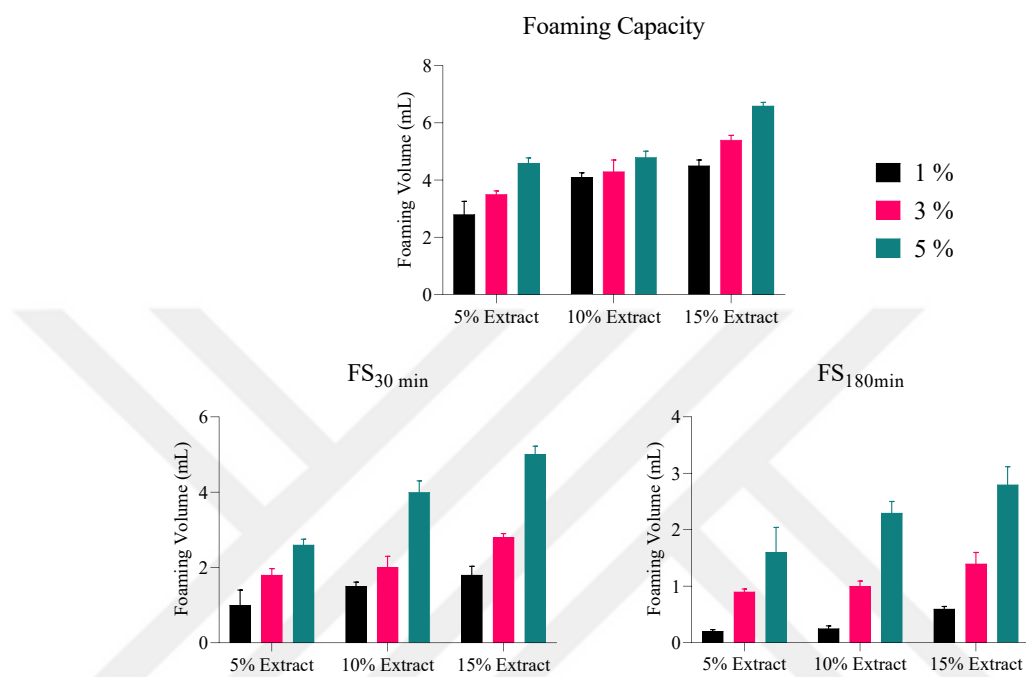 Foaming Capacity
Foaming Volume (mL)
8
6
4
2
0
5% Extract 10% Extract 15% Extract
1 %
3 %
5 %
FS30 min
Foaming Volume (mL)
6
4
2
0
5% Extract 10% Extract 15% Extract
FS180min
Foaming Volume (mL)
4
3
2
1
0
5% Extract 10% Extract 15% Extract